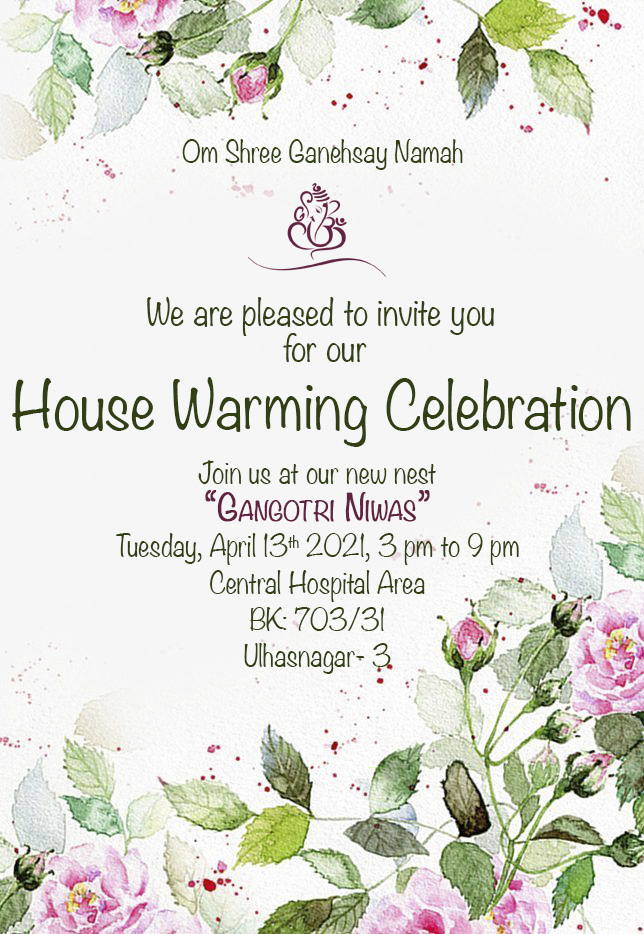 Om Shree Ganehsay Namah
We are pleased to invite you
for our
House Warming Celebration
Join us at our new nest
“GANGOTRI NIWAS”
Tuesday, April 13th 2021, 3 pm to 9 pm
Central Hospital Area
BK: 703/31
Ulhasnagar- 3